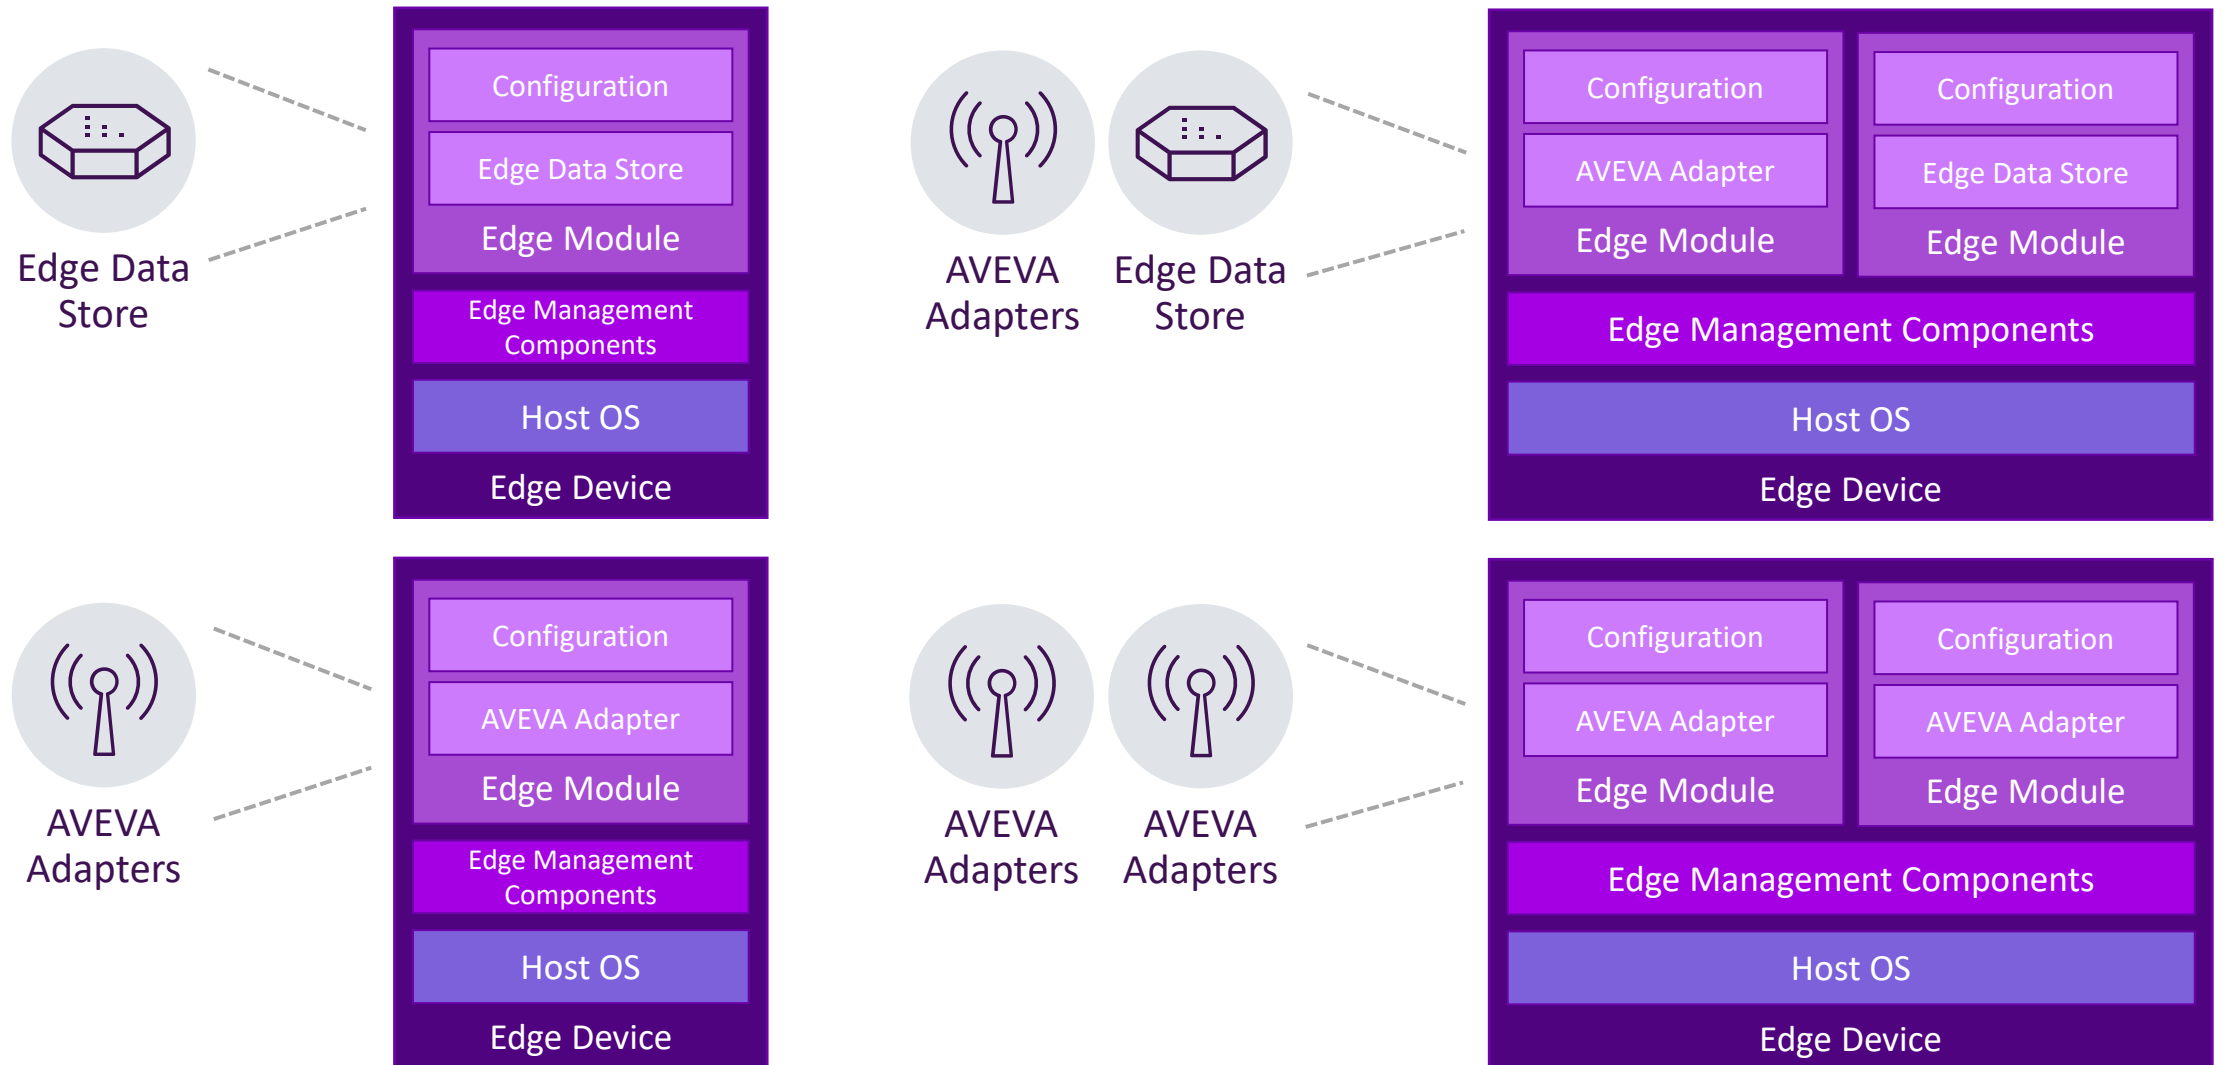 Edge Data
Store
Configuration
Edge Data Store
Edge Module
Edge Management
Components
Host OS
Edge Device
AVEVA
Adapters
Edge Data
Store
Configuration
AVEVA Adapter
Edge Module
Configuration
Edge Data Store
Edge Module
Edge Management Components
Host OS
Edge Device
AVEVA
Adapters
Configuration
AVEVA Adapter
Edge Module
Edge Management
Components
Host OS
Edge Device
AVEVA
Adapters
AVEVA
Adapters
Configuration
AVEVA Adapter
Edge Module
Configuration
AVEVA Adapter
Edge Module
Edge Management Components
Host OS
Edge Device